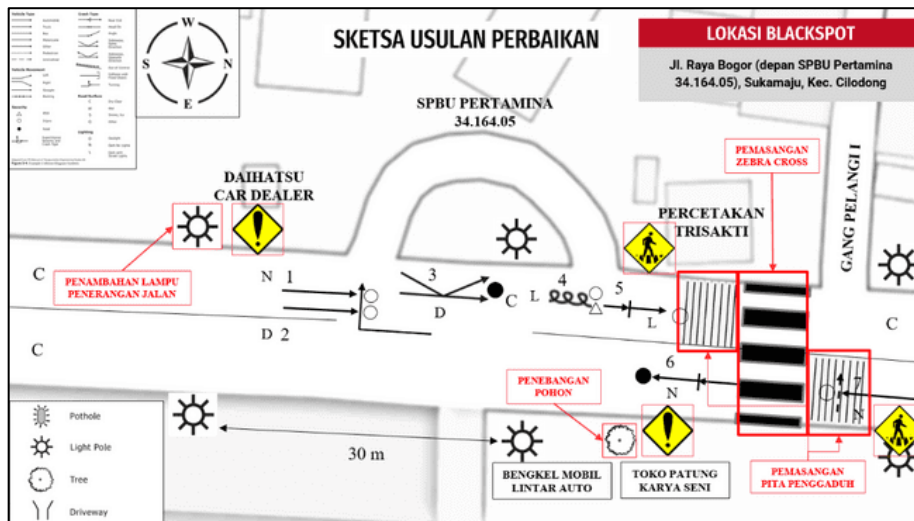 SKETSA USULAN PERBAIKAN
LOKASI BLACKSPOT
Jl. Raya Bogor (depan SPBU Pertamina
34.164.05), Sukamaju, Kec. Cilodong
W
S
N
E
SPBU PERTAMINA
34.164.05
PEMASANGAN
ZEBRA CROSS
DAIHATSU
CAR DEALER
PERCETAKAN
TRISAKTI
GANG PELANGI I
PENAMBAHAN LAMPU
PENERANGAN JALAN
C
N 1
3
4
5
C
L
D
L
C
D 2
C
6
N
7
N
PENEBANGAN
POHON
30 m
BENGKEL MOBIL
LINTAR AUTO
TOKO PATUNG
KARYA SENI
PEMASANGAN
PITA PENGGADUH
Pothole
Light Pole
Tree
Driveway